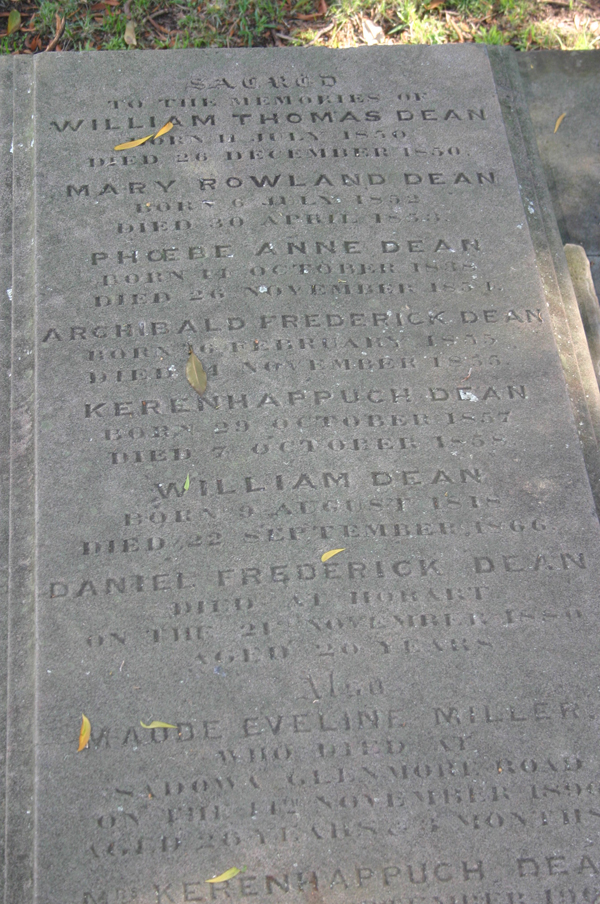 SACRED
TO THE MEMORIES OF
WILLIAM THOMAS DEAN
BORN 11 JULY 1850
DIED 26 DECEMBER 1850.
MARY ROWLAND DEAN
BORN 6 JULY 1852
DIED 30 APRIL 1853.
PHŒBE ANNE DEAN
BORN 14 OCTOBER 1848
DIED 26 NOVEMBER 1854.
ARCHIBALD FREDERICK DEAN
BORN 16 FEBRUARY 1855
DIED 4 NOVEMBER 1855.
KERENHAPPUCH DEAN
BORN 29 OCTOBER 1857
DIED 7 OCTOBER 1858
WILLIAM DEAN
BORN 9 AUGUST 1818
DIED 22 SEPTEMBER 1866
DANIEL FREDERICK DEAN
DIED AT HOBART
ON THE 21ST NOVEMBER 1880
AGED 20 YEARS
Also
MAUDE EVELINE MILLER,
WHO DIED AT
SADOWA GLENMORE ROAD
ON THE 14TH NOVEMBER
AGED YEARS & 3 MONTHS
MRS KERENHAPPUCH DEA